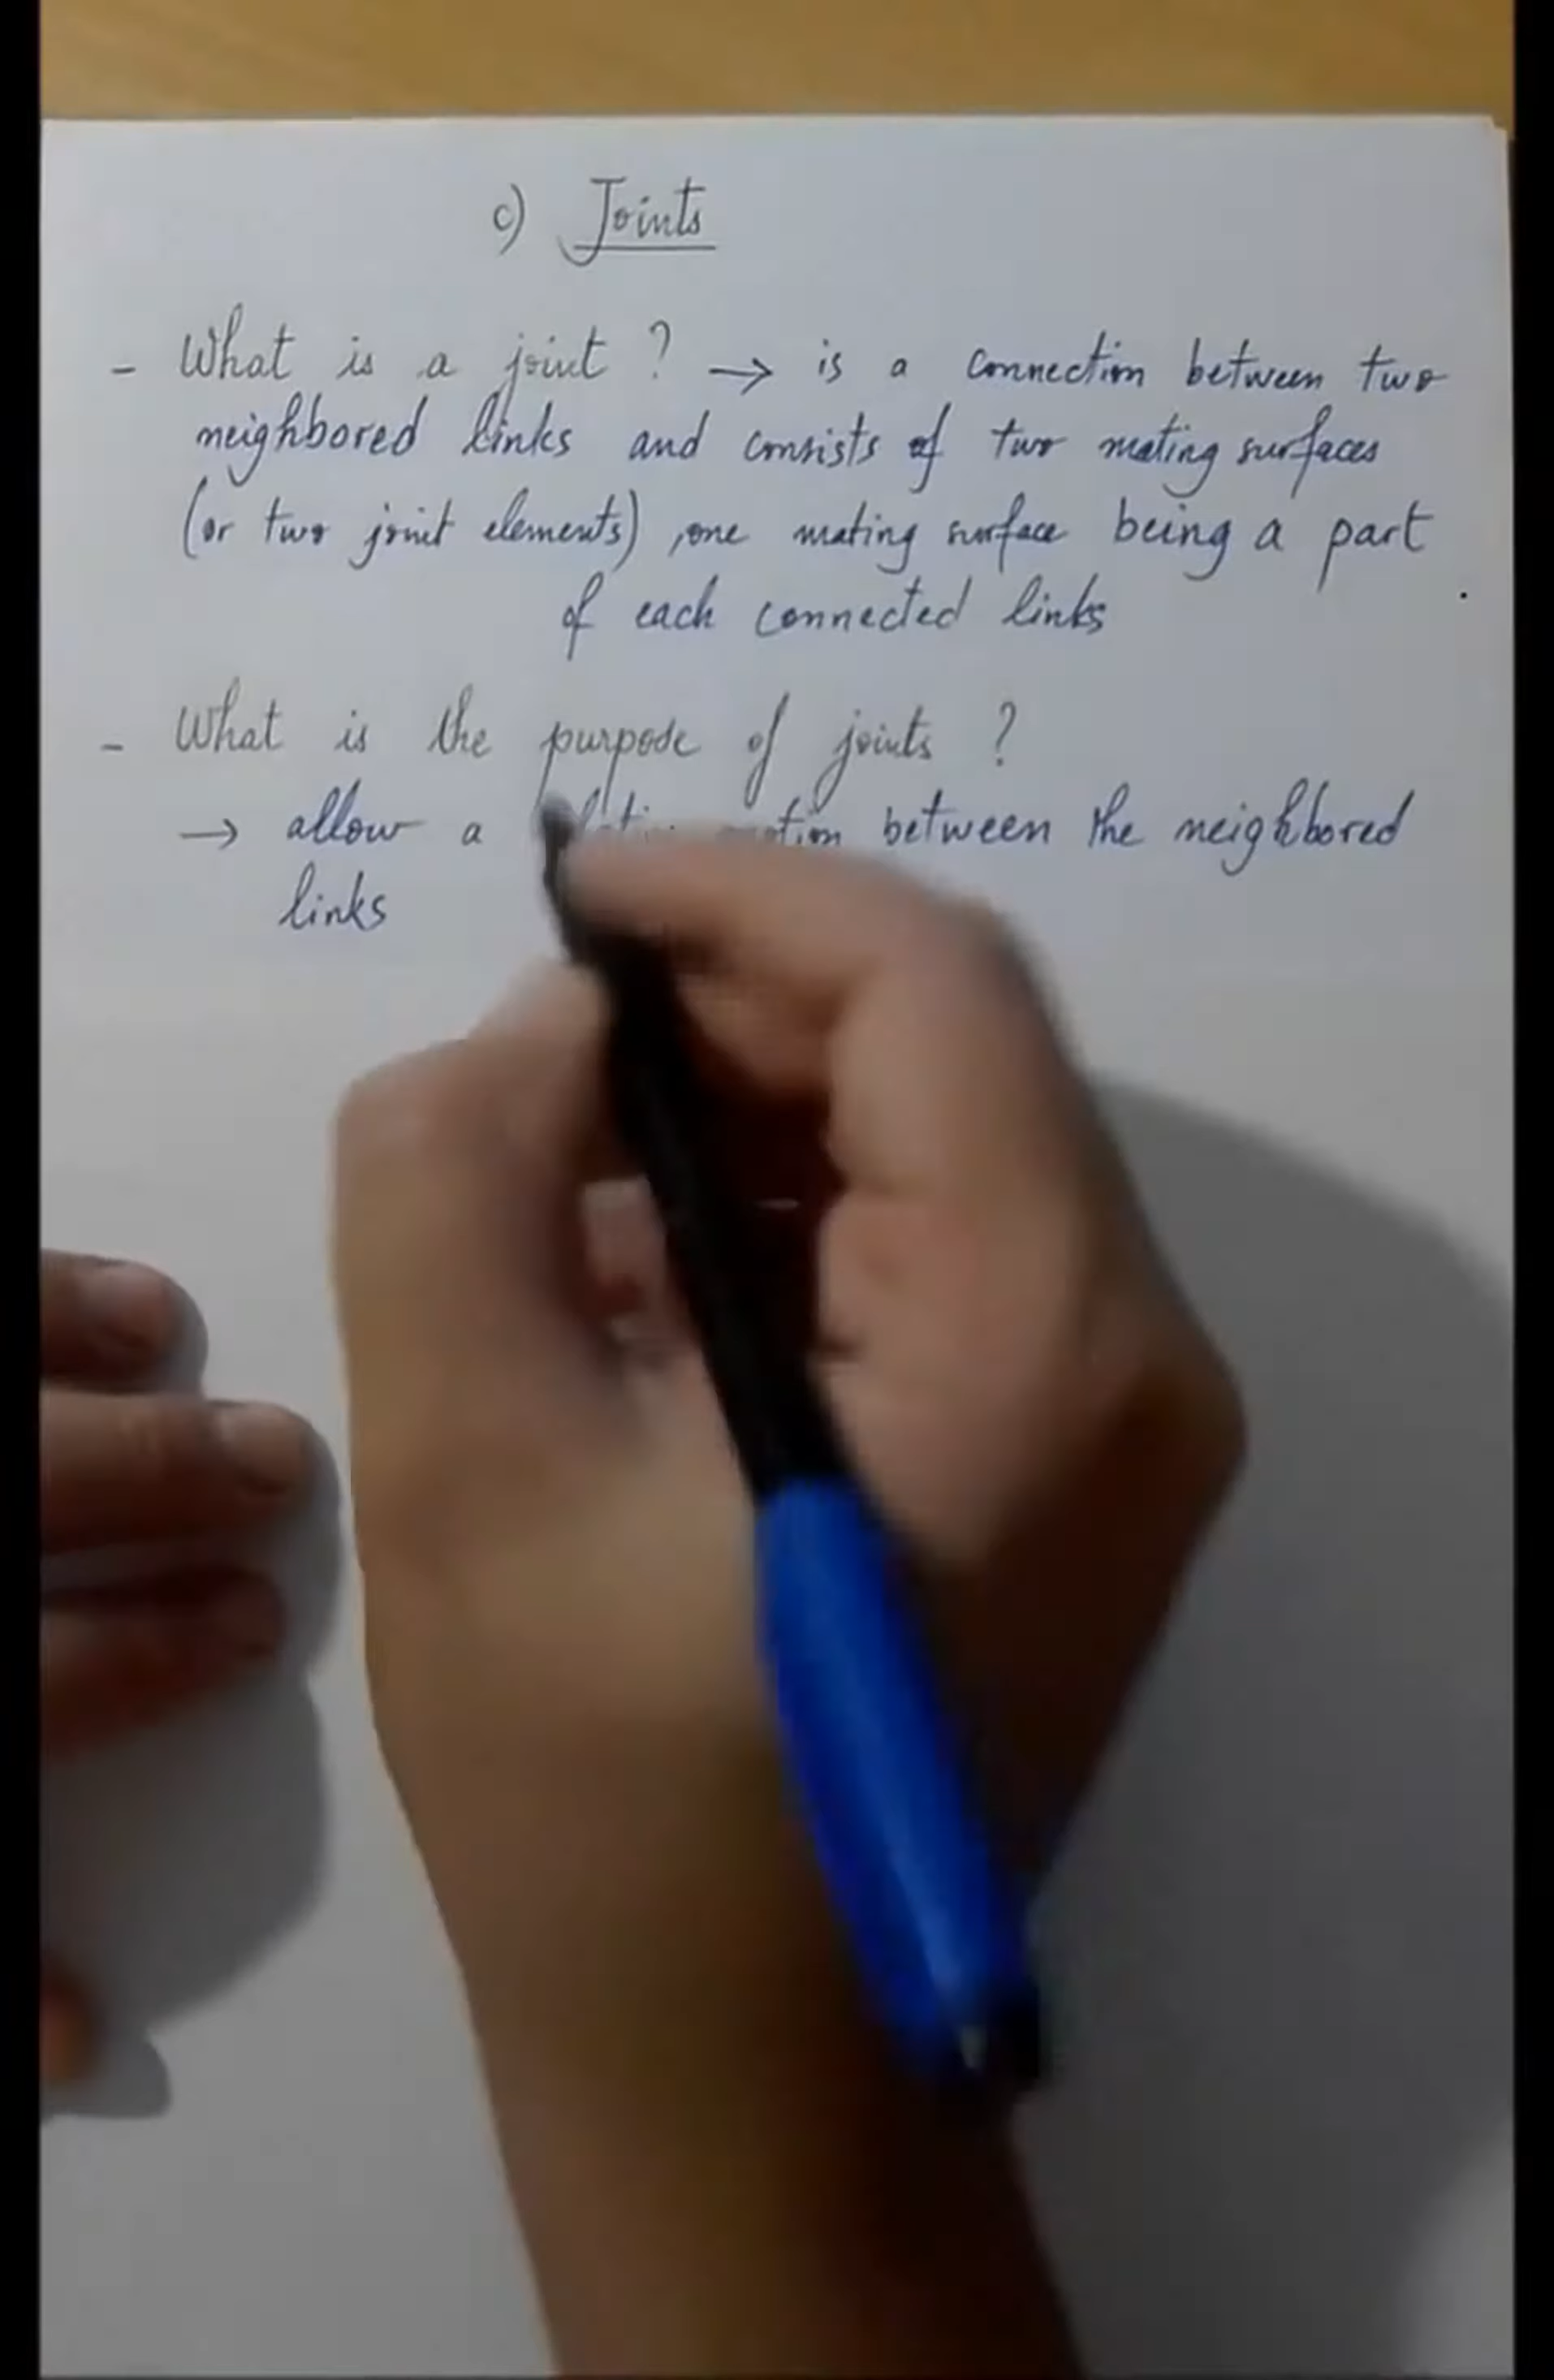 c) Joints
- What is a joint ? → is a connection between two
neighbored links and consists of two mating surfaces
(or two joint elements) ,one mating surface being a part
of each connected links
- What is the purpose of joints ?
→ allow a between the neighbored
links